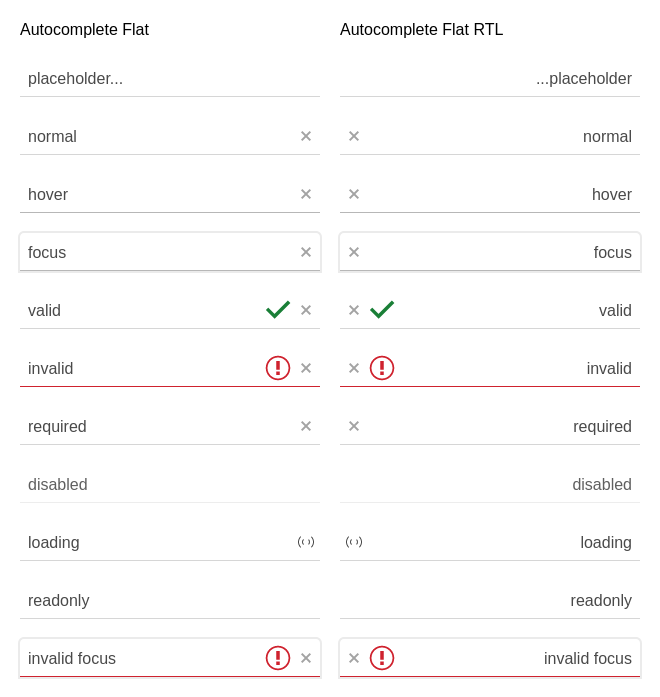 Autocomplete Flat
placeholder...
normal
hover
focus
valid
invalid
required
disabled
loading
readonly
invalid focus
Autocomplete Flat RTL
...placeholder
normal
hover
focus
valid
invalid
required
disabled
loading
readonly
invalid focus